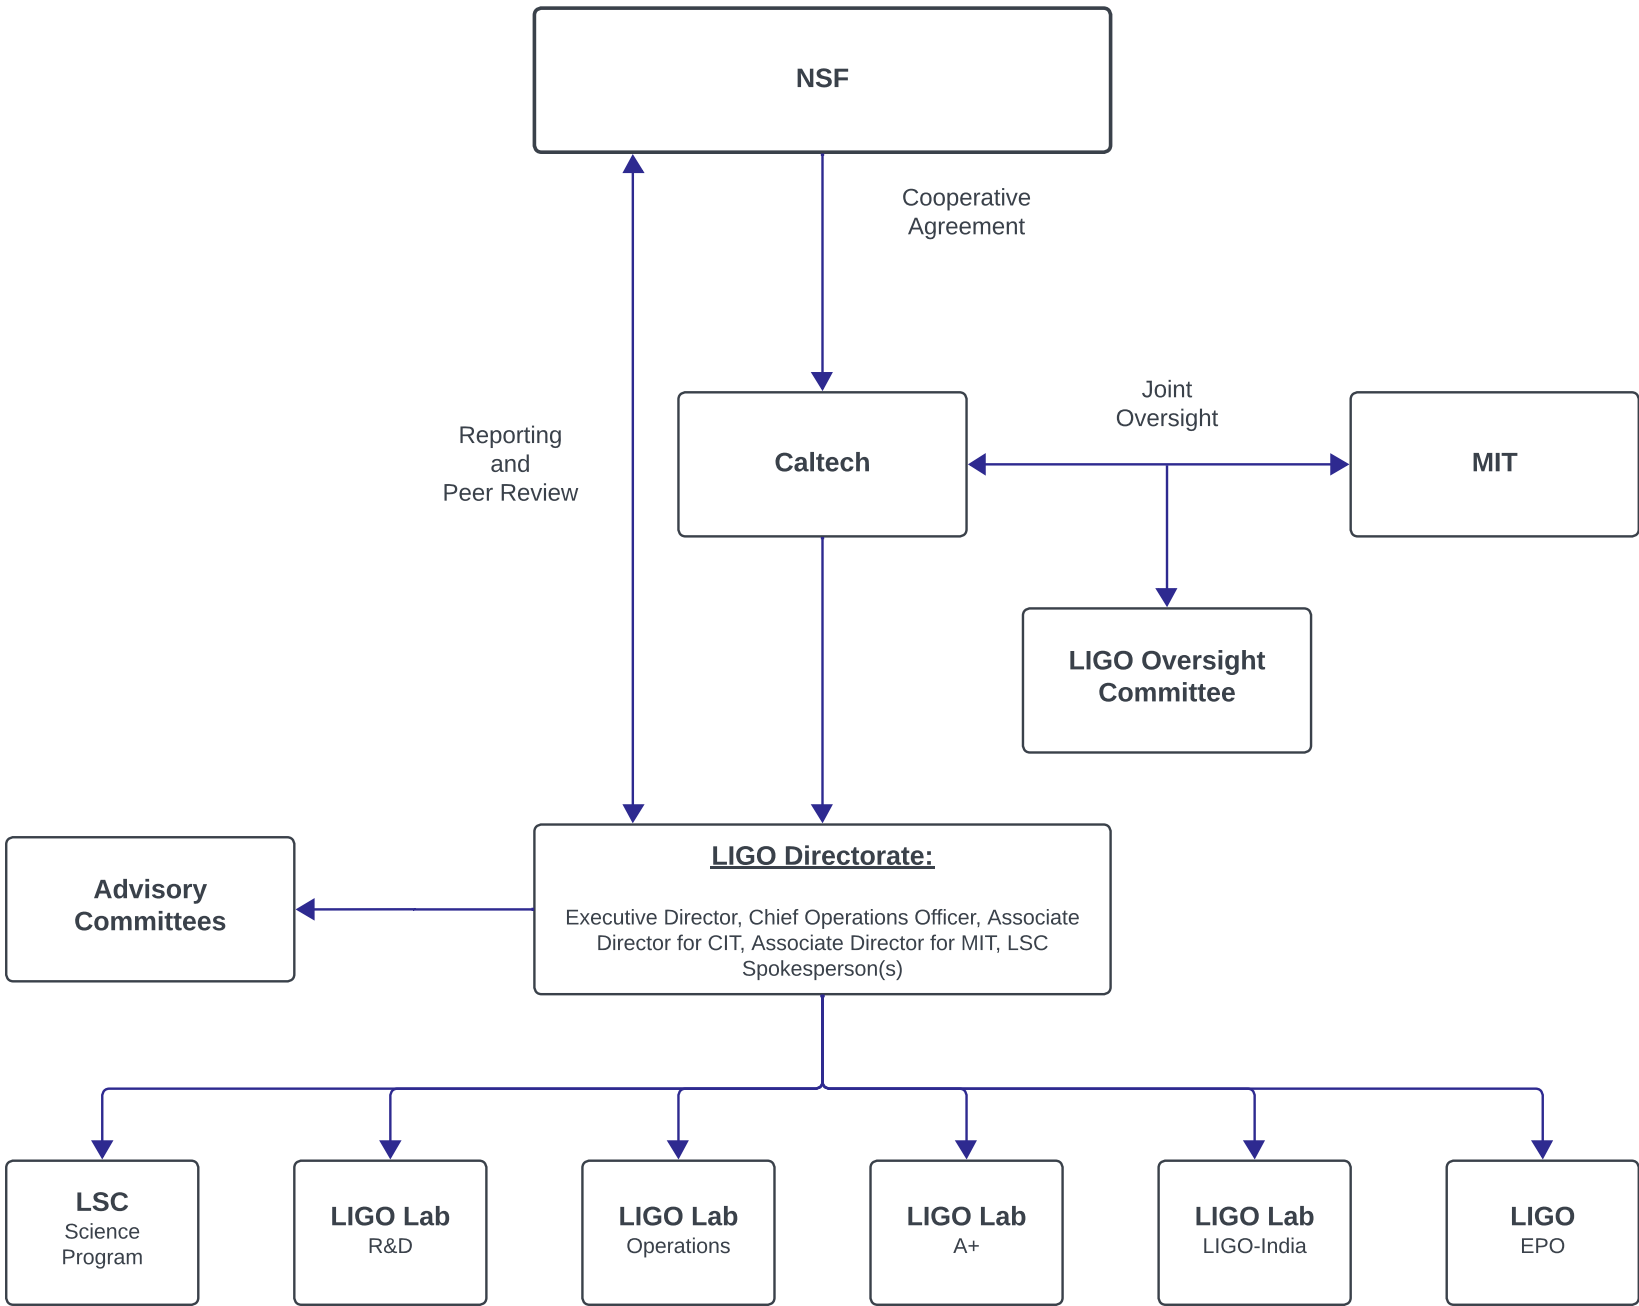 NSF
Cooperative
Agreement
Joint
Oversight
Reporting
and
Peer Review
Caltech
MIT
LIGO Oversight
Committee
Advisory
Committees
LIGO Directorate:
Executive Director, Chief Operations Officer, Associate
Director for CIT, Associate Director for MIT, LSC
Spokesperson(s)
LSC
Science
Program
LIGO Lab
R&D
LIGO Lab
Operations
LIGO Lab
A+
LIGO Lab
LIGO-India
LIGO
EPO